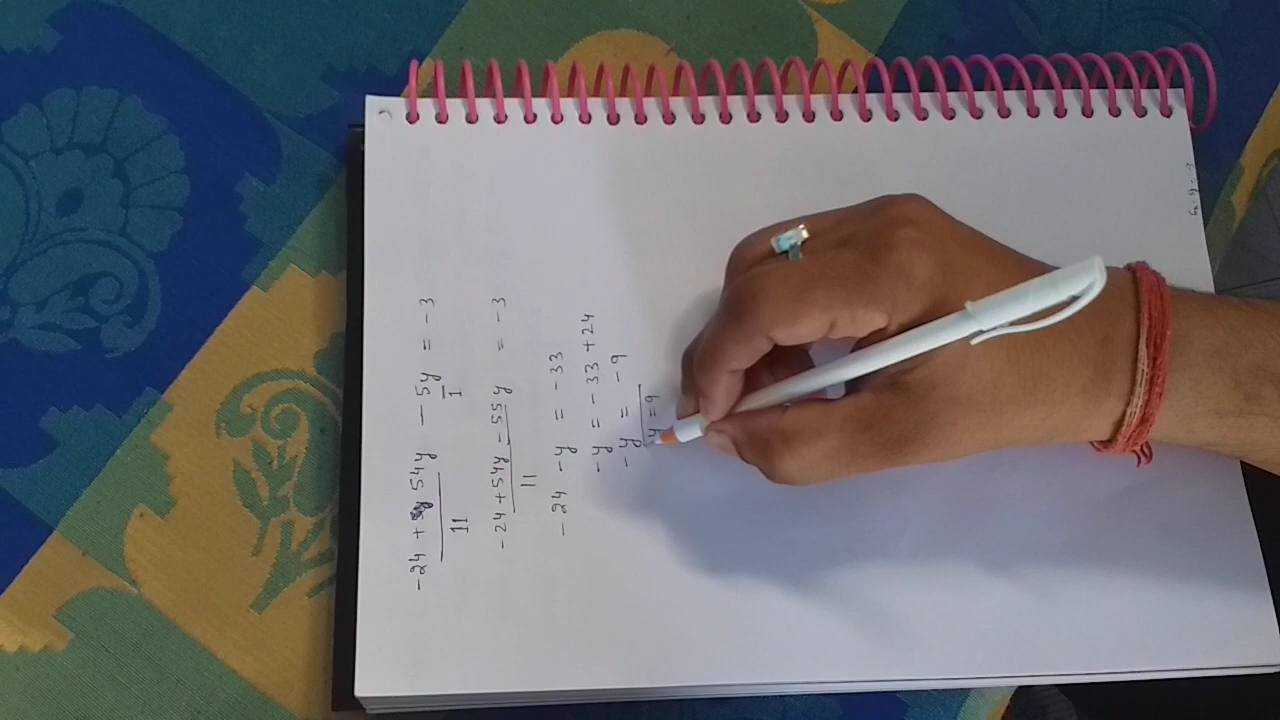 -24 + 54y - 5y = -3
11 1
-24 + 54y - 55y = -3
11
-24 - y = -33
-y = -33 + 24
-y = -9
y = 9